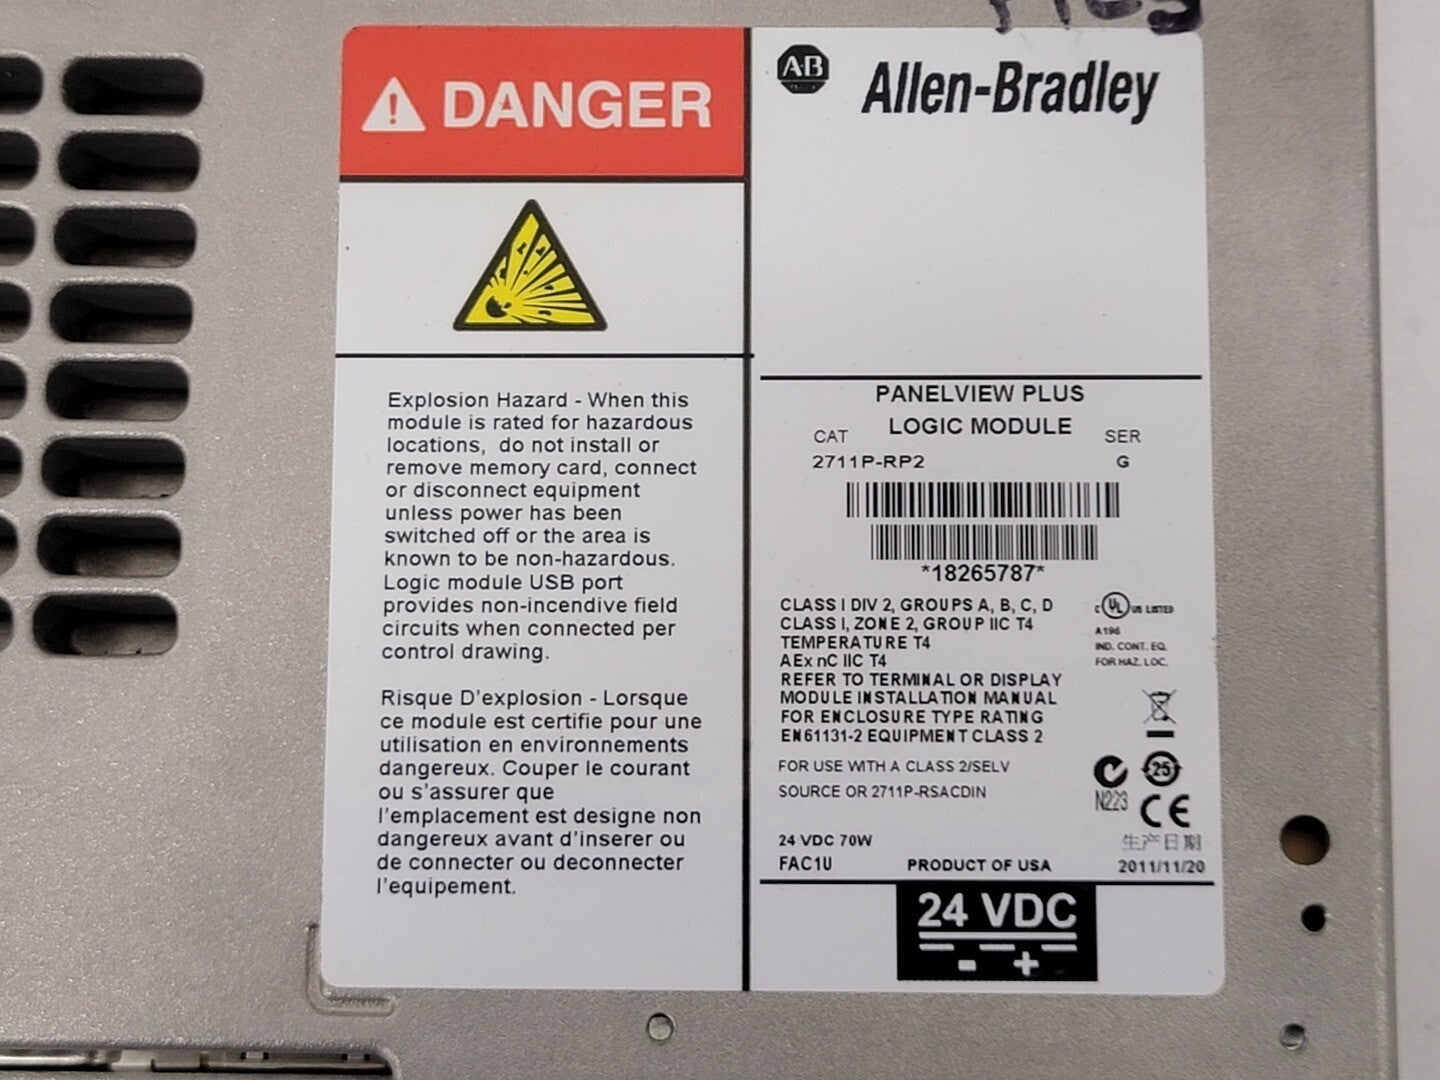 DANGER
Explosion Hazard - When this
module is rated for hazardous
locations, do not install or
remove memory card, connect
or disconnect equipment
unless power has been
switched off or the area is
known to be non-hazardous.
Logic module USB port
provides non-incendive field
circuits when connected per
control drawing.
Risque D'explosion - Lorsque
ce module est certifie pour une
utilisation en environnements
dangereux. Couper le courant
ou s'assurer que
l'emplacement est designe non
dangereux avant d'inserer ou
de connecter ou deconnecter
l'equipement.
A-B
Allen-Bradley
PANELVIEW PLUS
LOGIC MODULE
CAT SER
2711P-RP2 G
*18265787*
CLASS I DIV 2, GROUPS A, B, C, D
CLASS I, ZONE 2, GROUP IIC T4
TEMPERATURE T4
AEx nC IIC T4
REFER TO TERMINAL OR DISPLAY
MODULE INSTALLATION MANUAL
FOR ENCLOSURE TYPE RATING
EN61131-2 EQUIPMENT CLASS 2
C UL US LISTED
A196
IND. CONT. EQ.
FOR HAZ. LOC.
FOR USE WITH A CLASS 2/SELV
SOURCE OR 2711P-RSACDIN
25
N223 CE
24 VDC 70W 生产日期
FAC1U PRODUCT OF USA 2011/11/20
24 VDC
- +